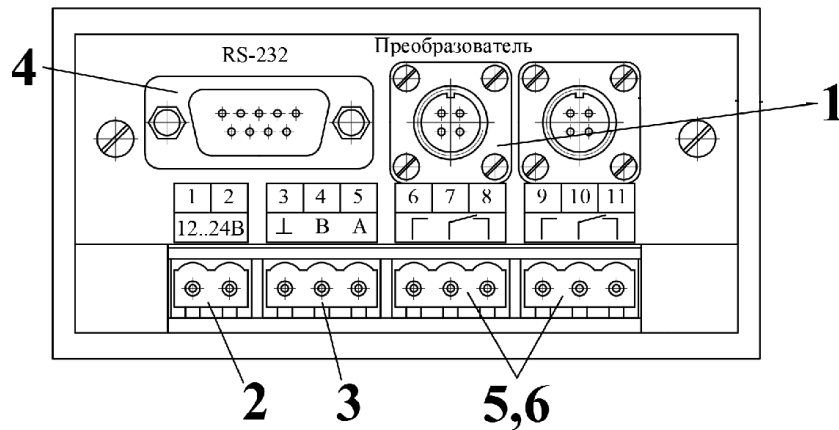 RS-232
Преобразователь
4
1
1 2 3 4 5 6 7 8 9 10 11
12..24В ⊥ В А
2 3 5,6